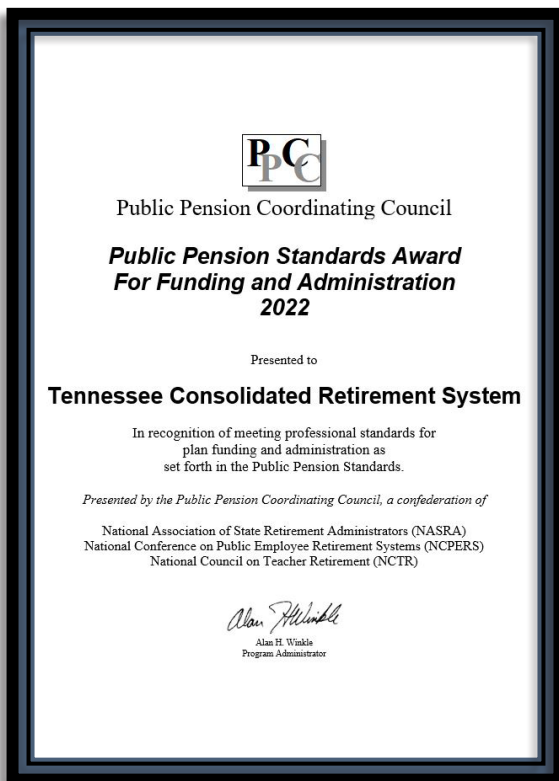 PPCC
Public Pension Coordinating Council
Public Pension Standards Award
For Funding and Administration
2022
Presented to
Tennessee Consolidated Retirement System
In recognition of meeting professional standards for
plan funding and administration as
set forth in the Public Pension Standards.
Presented by the Public Pension Coordinating Council, a confederation of
National Association of State Retirement Administrators (NASRA)
National Conference on Public Employee Retirement Systems (NCPERS)
National Council on Teacher Retirement (NCTR)
Alan H Winkle
Alan H. Winkle
Program Administrator